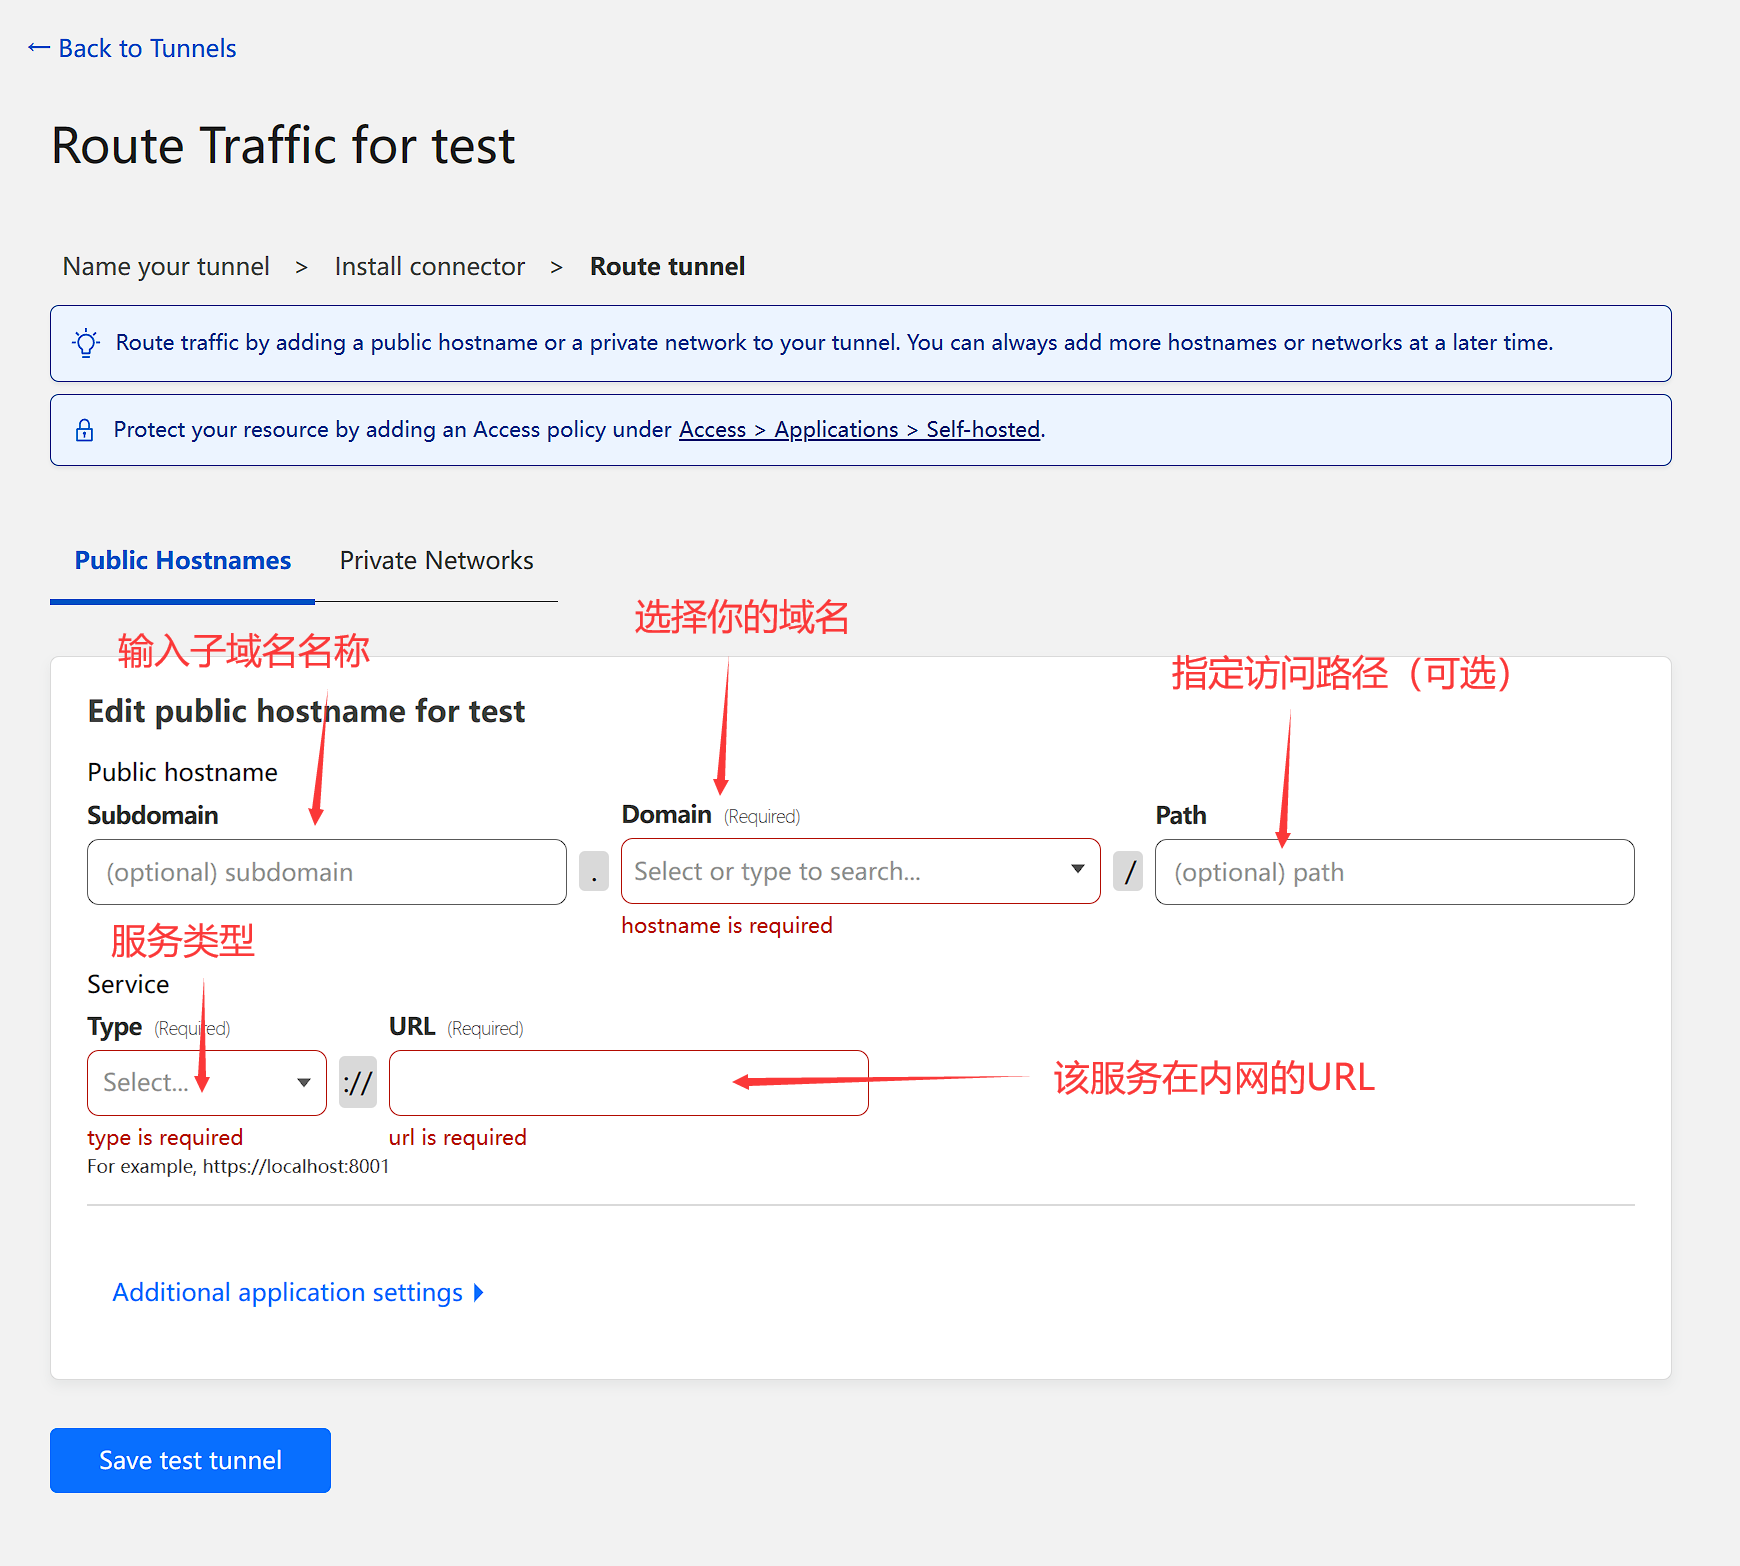 ← Back to Tunnels
Route Traffic for test
Name your tunnel > Install connector > Route tunnel
Route traffic by adding a public hostname or a private network to your tunnel. You can always add more hostnames or networks at a later time.
Protect your resource by adding an Access policy under Access > Applications > Self-hosted.
Public Hostnames Private Networks
选择你的域名
输入子域名名称
指定访问路径（可选）
Edit public hostname for test
Public hostname
Subdomain Domain (Required) Path
(optional) subdomain . Select or type to search... / (optional) path
hostname is required
服务类型
Service
Type (Required) URL (Required)
Select... ://
该服务在内网的URL
type is required url is required
For example, https://localhost:8001
Additional application settings
Save test tunnel